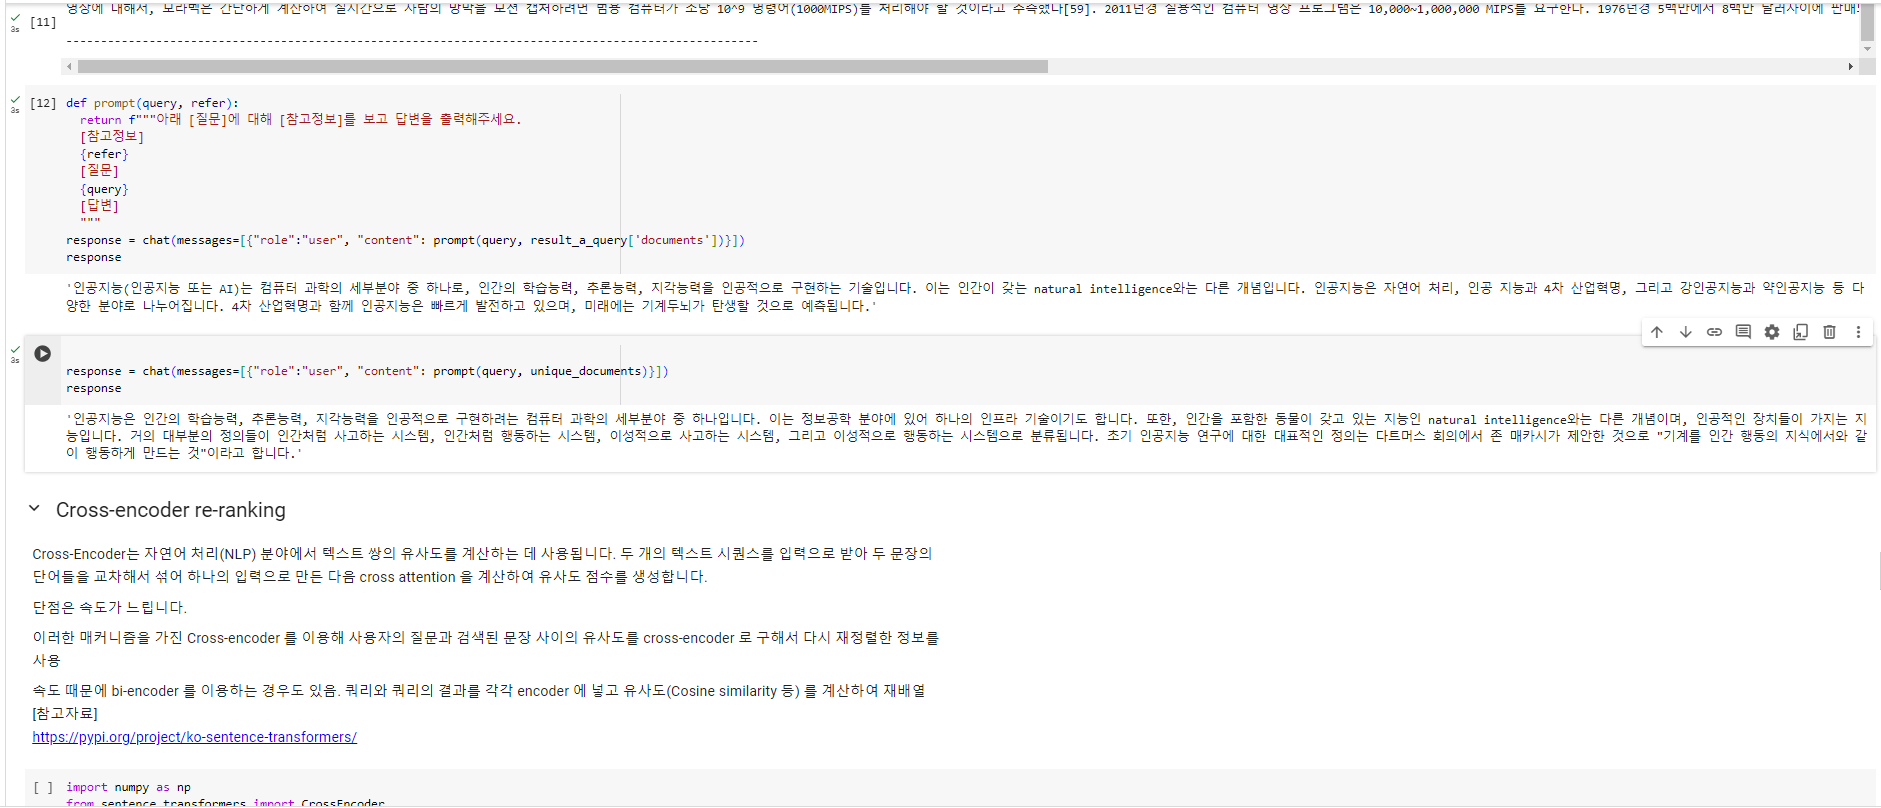 영상에 대해서, 모라벡은 간단하게 계산하여 실시간으로 사람의 망막을 모션 캡처하려면 범용 컴퓨터가 초당 10^9 명령어(1000MIPS)를 처리해야 할 것이라고 추측했다[59]. 2011년경 실용적인 컴퓨터 영상 프로그램은 10,000~1,000,000 MIPS를 요구한다. 1976년경 5백만에서 8백만 달러사이에 판매
3s
[11]
---------------------------------------------------------------------------------------------------
[12] def prompt(query, refer):
3s
return f"""아래 [질문]에 대해 [참고정보]를 보고 답변을 출력해주세요.
[참고정보]
{refer}
[질문]
{query}
[답변]
"""
response = chat(messages=[{"role":"user", "content": prompt(query, result_a_query['documents'])}])
response
'인공지능(인공지능 또는 AI)는 컴퓨터 과학의 세부분야 중 하나로, 인간의 학습능력, 추론능력, 지각능력을 인공적으로 구현하는 기술입니다. 이는 인간이 갖는 natural intelligence와는 다른 개념입니다. 인공지능은 자연어 처리, 인공 지능과 4차 산업혁명, 그리고 강인공지능과 약인공지능 등 다
양한 분야로 나누어집니다. 4차 산업혁명과 함께 인공지능은 빠르게 발전하고 있으며, 미래에는 기계두뇌가 탄생할 것으로 예측됩니다.'
3s
response = chat(messages=[{"role":"user", "content": prompt(query, unique_documents)}])
response
'인공지능은 인간의 학습능력, 추론능력, 지각능력을 인공적으로 구현하려는 컴퓨터 과학의 세부분야 중 하나입니다. 이는 정보공학 분야에 있어 하나의 인프라 기술이기도 합니다. 또한, 인간을 포함한 동물이 갖고 있는 지능인 natural intelligence와는 다른 개념이며, 인공적인 장치들이 가지는 지
능입니다. 거의 대부분의 정의들이 인간처럼 사고하는 시스템, 인간처럼 행동하는 시스템, 이성적으로 사고하는 시스템, 그리고 이성적으로 행동하는 시스템으로 분류됩니다. 초기 인공지능 연구에 대한 대표적인 정의는 다트머스 회의에서 존 매카시가 제안한 것으로 "기계를 인간 행동의 지식에서와 같
이 행동하게 만드는 것"이라고 합니다.'
Cross-encoder re-ranking
Cross-Encoder는 자연어 처리(NLP) 분야에서 텍스트 쌍의 유사도를 계산하는 데 사용됩니다. 두 개의 텍스트 시퀀스를 입력으로 받아 두 문장의
단어들을 교차해서 섞어 하나의 입력으로 만든 다음 cross attention 을 계산하여 유사도 점수를 생성합니다.
단점은 속도가 느립니다.
이러한 매커니즘을 가진 Cross-encoder 를 이용해 사용자의 질문과 검색된 문장 사이의 유사도를 cross-encoder 로 구해서 다시 재정렬한 정보를
사용
속도 때문에 bi-encoder 를 이용하는 경우도 있음. 쿼리와 쿼리의 결과를 각각 encoder 에 넣고 유사도(Cosine similarity 등) 를 계산하여 재배열
[참고자료]
https://pypi.org/project/ko-sentence-transformers/
[ ] import numpy as np
from sentence_transformers import CrossEncoder